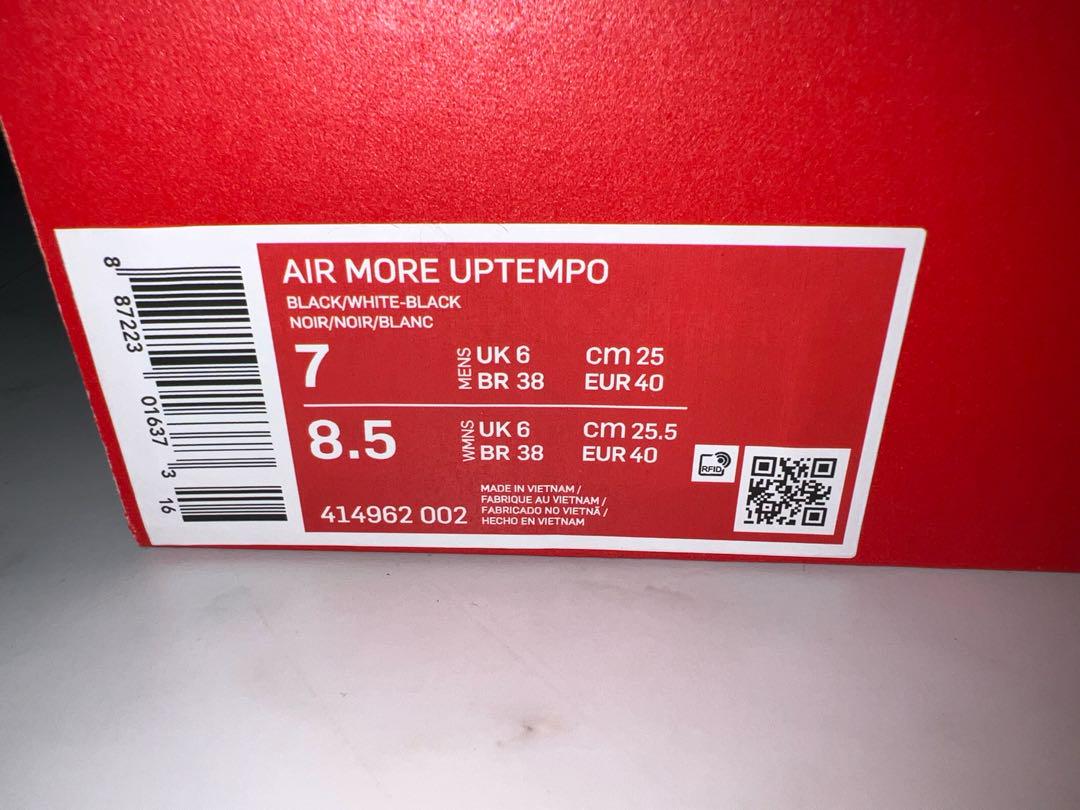 AIR MORE UPTEMPO
BLACK/WHITE-BLACK
NOIR/NOIR/BLANC
7
MENS
UK 6
CM 25
BR 38
EUR 40
8.5
WMNS
UK 6
CM 25.5
BR 38
EUR 40
RFID
414962 002
MADE IN VIETNAM /
FABRIQUE AU VIETNAM /
FABRICADO NO VIETNÃ /
HECHO EN VIETNAM
8 87223 01637 3 16